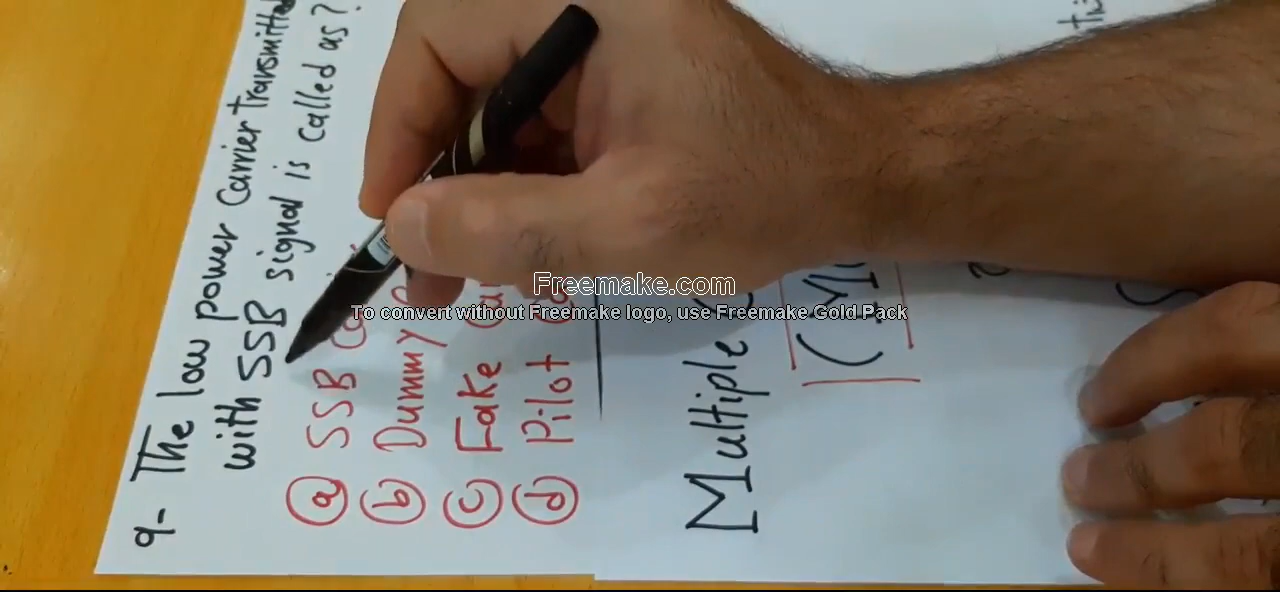 9- The low power carrier transmitted
with SSB signal is called as?
a SSB
b Dummy
c Fake
d Pilot
Multiple
Freemake.com
To convert without Freemake logo, use Freemake Gold Pack